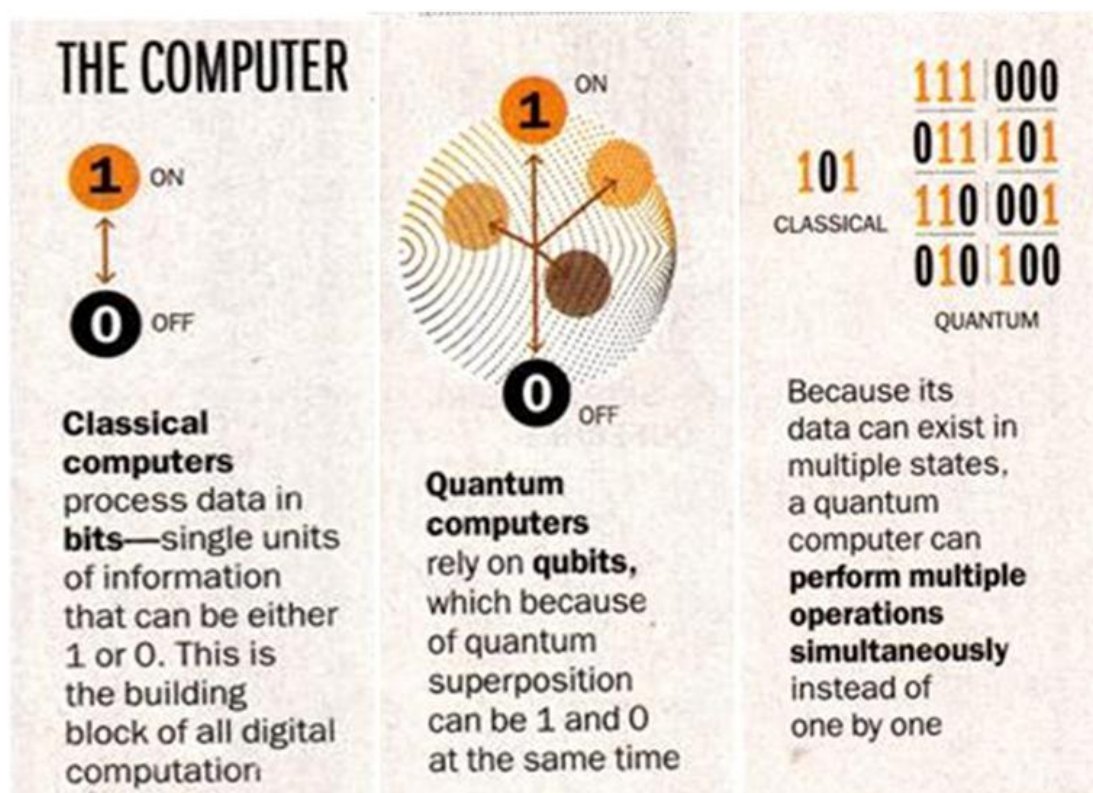 THE COMPUTER
1 ON
0 OFF
Classical
computers
process data in
bits—single units
of information
that can be either
1 or 0. This is
the building
block of all digital
computation
1 ON
0 OFF
Quantum
computers
rely on qubits,
which because
of quantum
superposition
can be 1 and 0
at the same time
101
CLASSICAL
111 000
011 101
110 001
010 100
QUANTUM
Because its
data can exist in
multiple states,
a quantum
computer can
perform multiple
operations
simultaneously
instead of
one by one